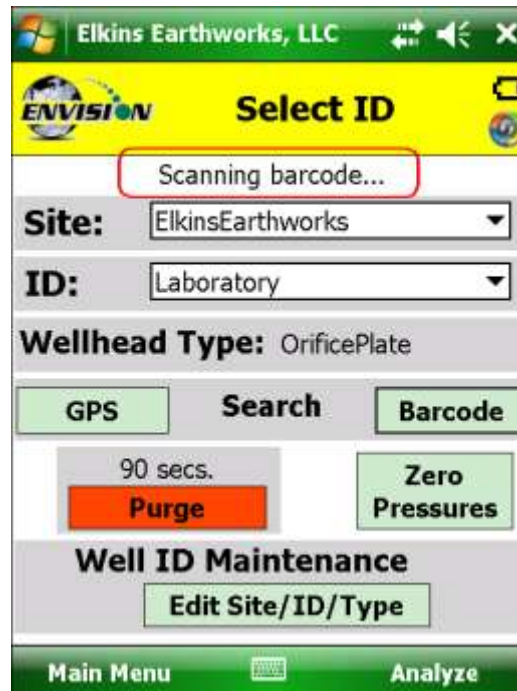 Elkins Earthworks, LLC
ENVISION
Select ID
Scanning barcode...
Site: ElkinsEarthworks
ID: Laboratory
Wellhead Type: OrificePlate
GPS Search Barcode
90 secs.
Purge
Zero
Pressures
Well ID Maintenance
Edit Site/ID/Type
Main Menu Analyze